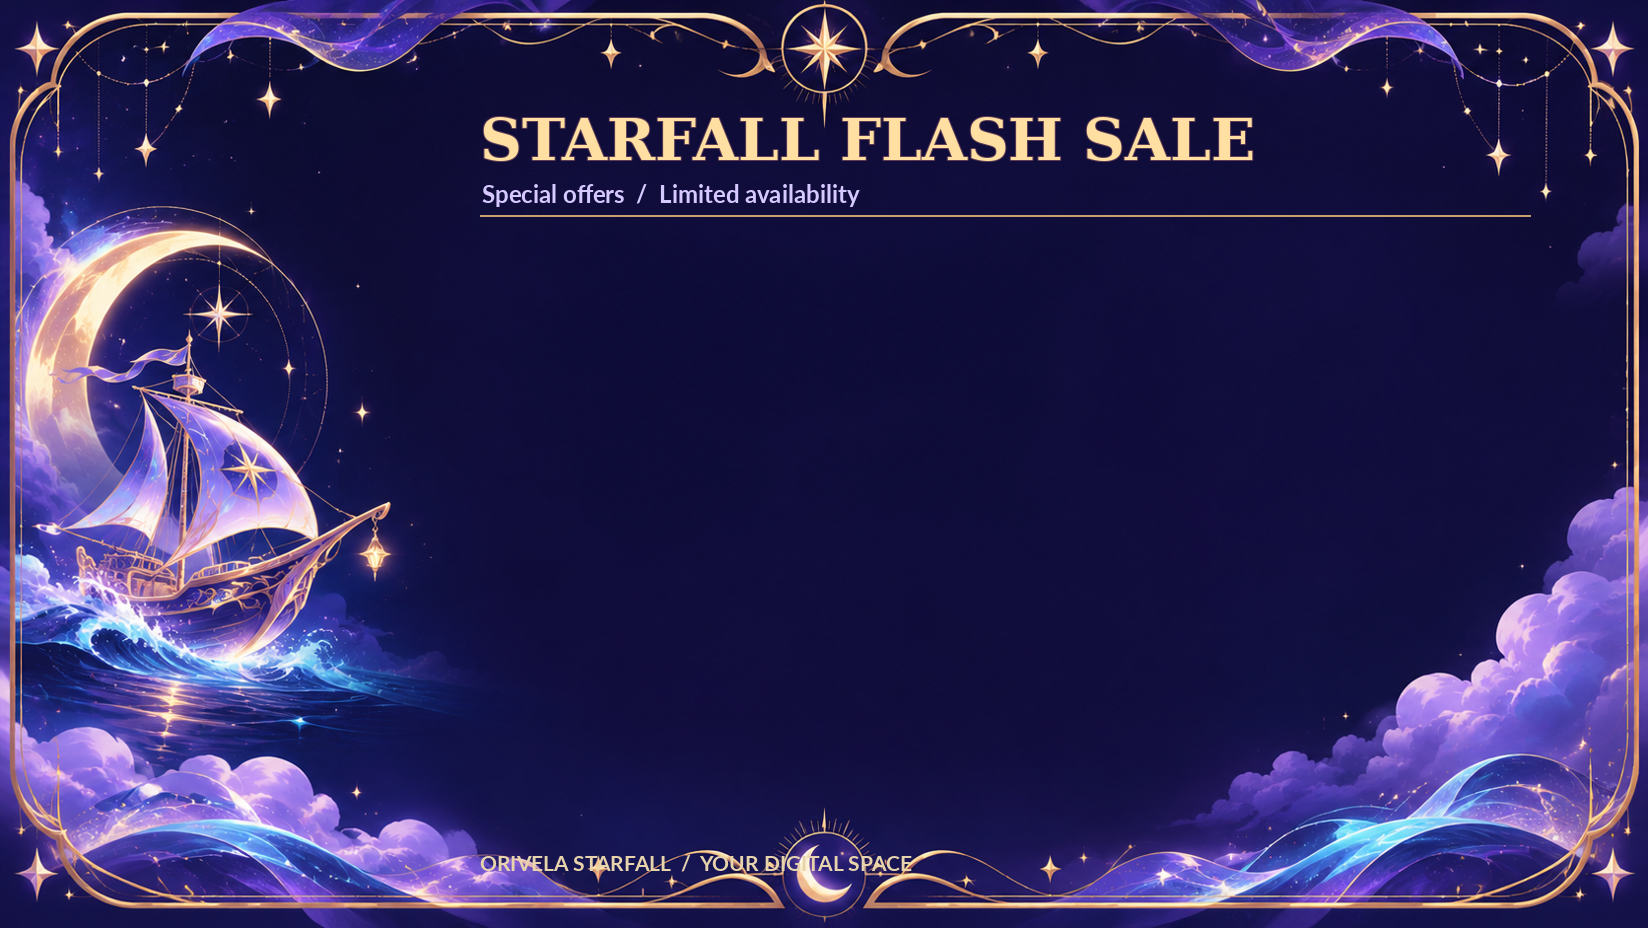 STARFALL FLASH SALE
Special offers / Limited availability
ORIVELA STARFALL / YOUR DIGITAL SPACE